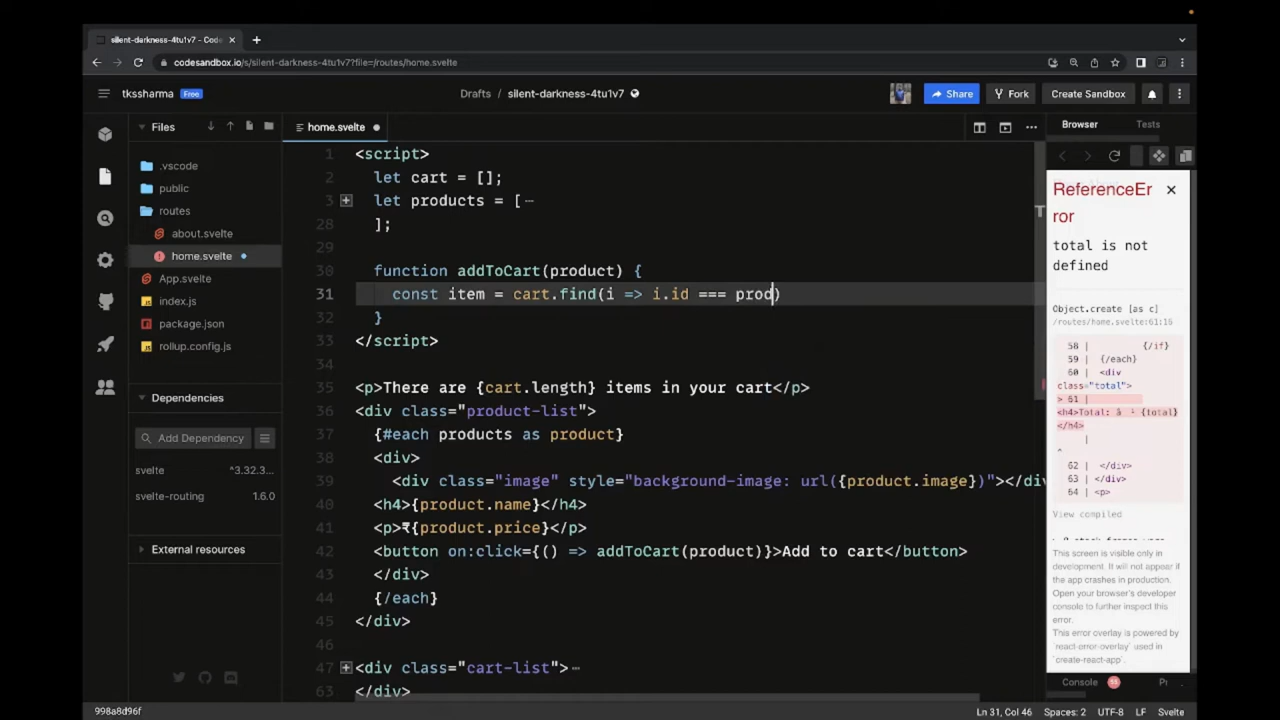 silent-darkness-4tu1v7 - Code
codesandbox.io/s/silent-darkness-4tu1v7?file=/routes/home.svelte
tkssharma Free
Drafts / silent-darkness-4tu1v7
Share
Fork
Create Sandbox
Files
home.svelte
Browser
Tests
.vscode
public
routes
about.svelte
home.svelte
App.svelte
index.js
package.json
rollup.config.js
Dependencies
Add Dependency
svelte ^3.32.3...
svelte-routing 1.6.0
External resources
1 <script>
2 let cart = [];
3 let products = [
28 ];
29
30 function addToCart(product) {
31 const item = cart.find(i => i.id === prod)
32 }
33 </script>
34
35 <p>There are {cart.length} items in your cart</p>
36 <div class="product-list">
37 {#each products as product}
38 <div>
39 <div class="image" style="background-image: url({product.image})"></div
40 <h4>{product.name}</h4>
41 <p>₹{product.price}</p>
42 <button on:click={() => addToCart(product)}>Add to cart</button>
43 </div>
44 {/each}
45 </div>
46
47 <div class="cart-list">
63 </div>
ReferenceEr
ror
total is not
defined
Object.create [as c]
/routes/home.svelte:61:16
58 | {/if}
59 | {/each}
60 | <div
class="total">
> 61 |
<h4>Total: {total}
</h4>
|
^
62 | </div>
63 | </div>
64 | <p>
View compiled
This screen is visible only in
development. It will not appear if
the app crashes in production.
Open your browser's developer
console to further inspect this
error.
This error overlay is powered by
`react-error-overlay` used in
`create-react-app`.
Console 55 Pr
998a8d96f
Ln 31, Col 46 Spaces: 2 UTF-8 LF Svelte